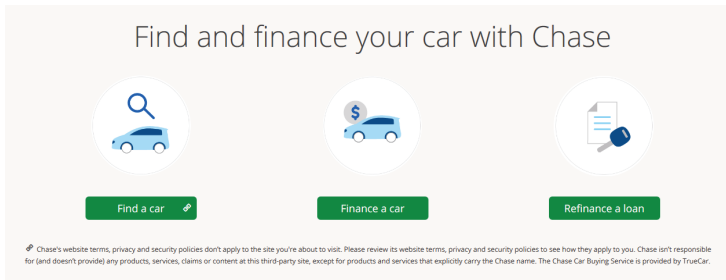 Find and finance your car with Chase
$
Find a car
Finance a car
Refinance a loan
Chase's website terms, privacy and security policies don't apply to the site you're about to visit. Please review its website terms, privacy and security policies to see how they apply to you. Chase isn't responsible
for (and doesn't provide) any products, services, claims or content at this third-party site, except for products and services that explicitly carry the Chase name. The Chase Car Buying Service is provided by TrueCar.